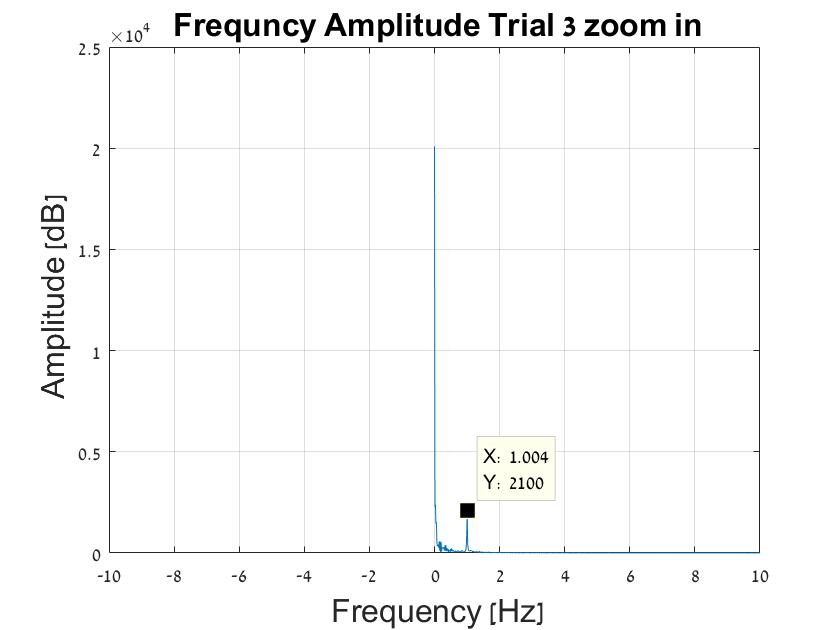 Frequncy Amplitude Trial 3 zoom in
×10⁴
2.5
2
1.5
1
0.5
0
Amplitude [dB]
X: 1.004
Y: 2100
-10 -8 -6 -4 -2 0 2 4 6 8 10
Frequency [Hz]